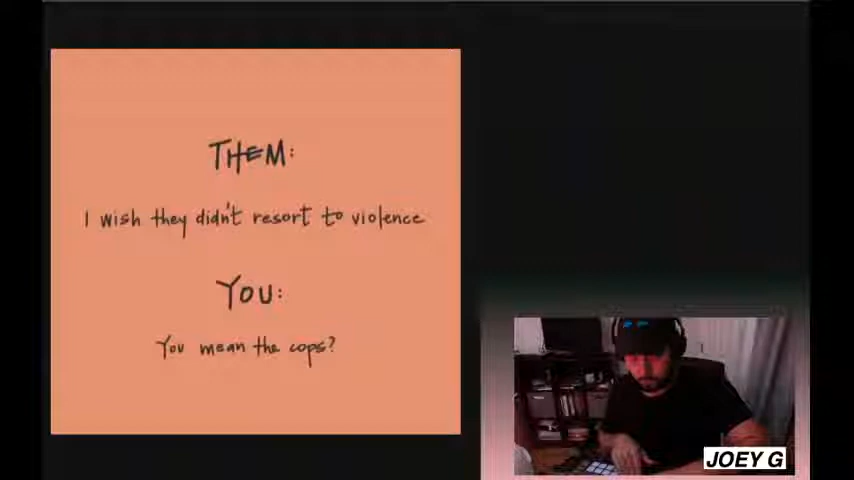 THEM:
I wish they didn't resort to violence
YOU:
You mean the cops?
JOEY G